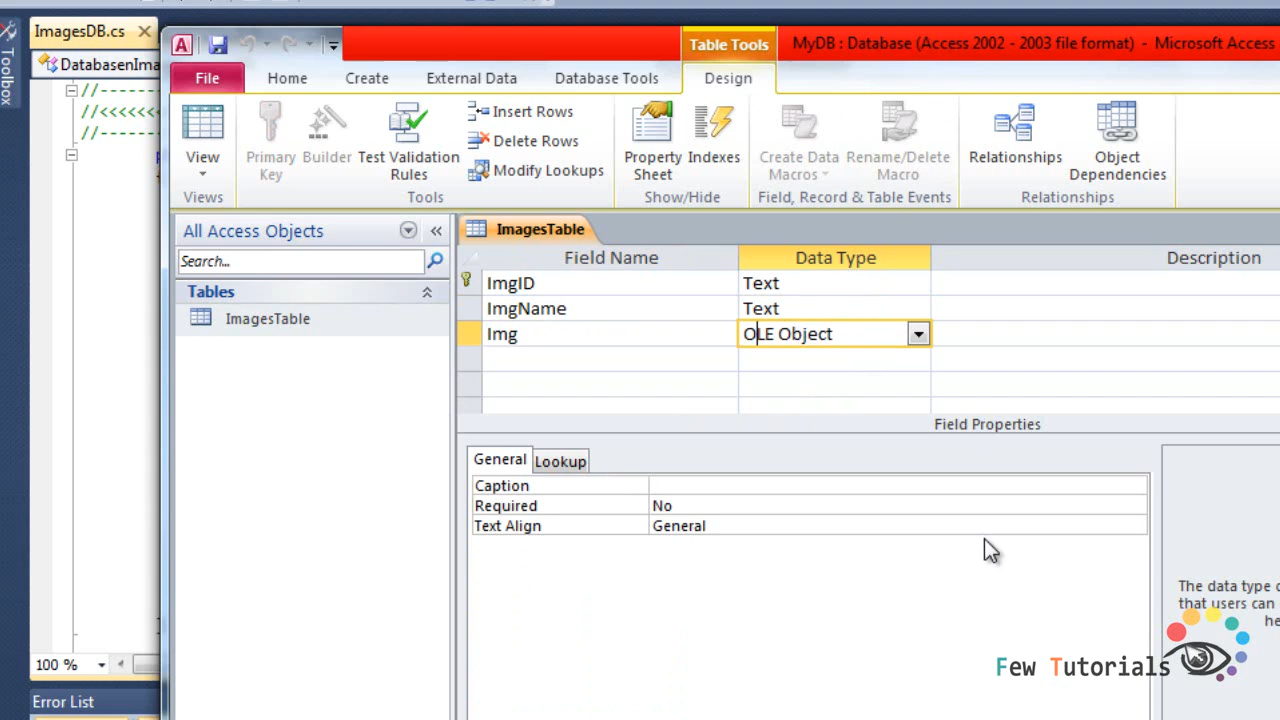 ImagesDB.cs
Toolbox
DatabasenIma
//
//<<<<<<
//
100 %
Error List
A
Table Tools
MyDB : Database (Access 2002 - 2003 file format) - Microsoft Access
File
Home
Create
External Data
Database Tools
Design
View
Primary
Key
Builder
Test Validation
Rules
Insert Rows
Delete Rows
Modify Lookups
Property
Sheet
Indexes
Create Data
Macros
Rename/Delete
Macro
Relationships
Object
Dependencies
Views
Tools
Show/Hide
Field, Record & Table Events
Relationships
All Access Objects
Search...
Tables
ImagesTable
ImagesTable
Field Name
Data Type
Description
ImgID
Text
ImgName
Text
Img
OLE Object
Field Properties
General
Lookup
Caption
Required
No
Text Align
General
The data type
that users can
Few Tutorials